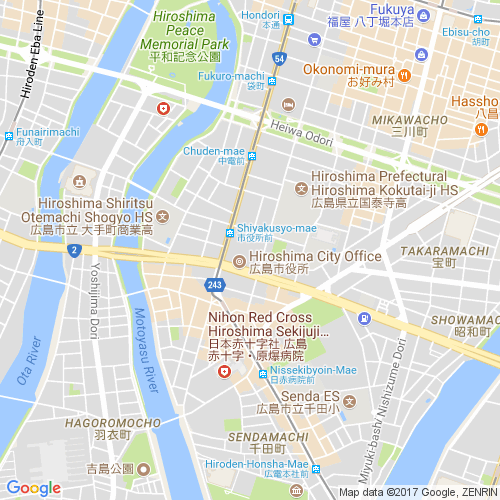 Hiroden Eba Line
Hiroshima
Peace
Memorial Park
平和記念公園
Hondori
本通
Fukuya
福屋 八丁堀本店
Ebisu-cho
胡町
54
Fukuro-machi
袋町
Okonomi-mura
お好み村
Hassho
八昌
MIKAWACHO
三川町
Heiwa Odori
Funairimachi
舟入町
Chuden-mae
中電前
Hiroshima Prefectural
Hiroshima Kokutai-ji HS
広島県立国泰寺高
Hiroshima Shiritsu
Otemachi Shogyo HS
広島市立 大手町商業高
Shiyakusyo-mae
市役所前
2
Hiroshima City Office
広島市役所
TAKARAMACHI
宝町
Yoshijima Dori
243
Nihon Red Cross
Hiroshima Sekijuji...
日本赤十字社 広島
赤十字・原爆病院
SHOWAMA
昭和町
Motoyasu River
Ota River
Nissekibyoin-Mae
日赤病院前
Senda ES
広島市立千田小
Miyuki-bashi/ Nishizume Dori
HAGOROMOCHO
羽衣町
SENDAMACHI
千田町
吉島公園
Hiroden-Honsha-Mae
広電本社前
Google
Map data ©2017 Google, ZENRIN